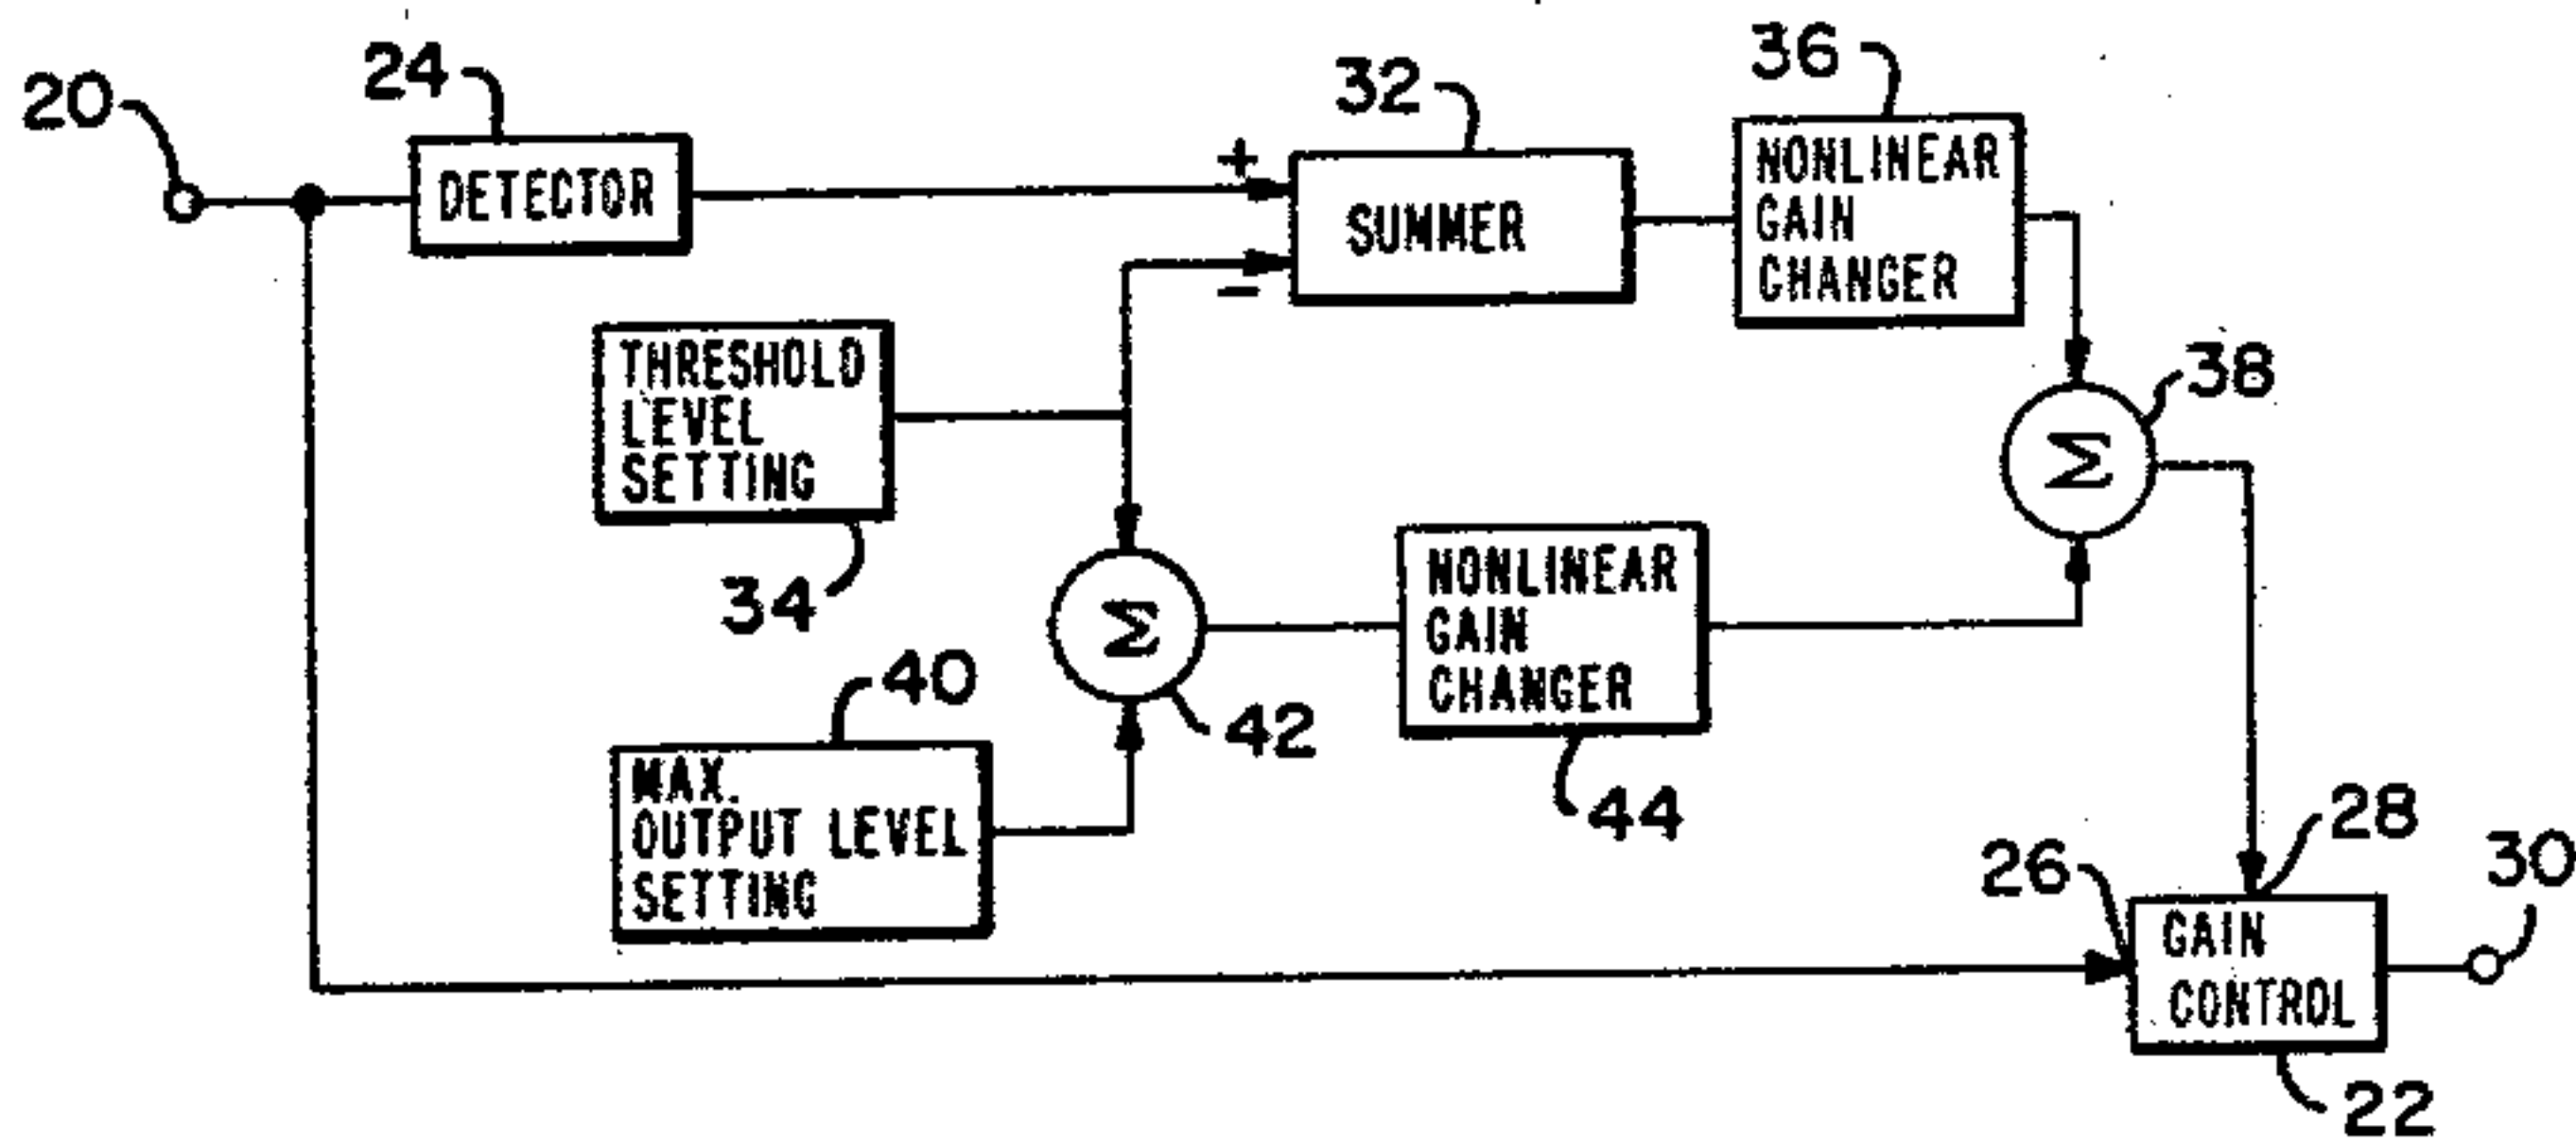 20
24
32
36
DETECTOR
+
-
SUMMER
NONLINEAR
GAIN
CHANGER
THRESHOLD
LEVEL
SETTING
34
38
Σ
Σ
42
NONLINEAR
GAIN
CHANGER
44
40
MAX.
OUTPUT LEVEL
SETTING
26
28
30
GAIN
CONTROL
22